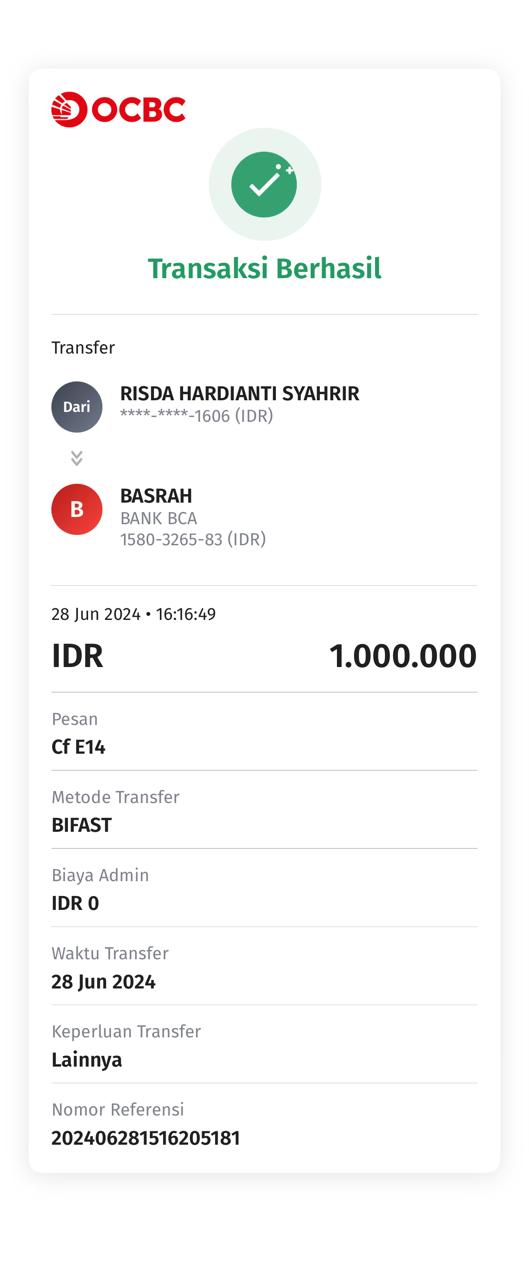 OCBC
Transaksi Berhasil
Transfer
Dari
RISDA HARDIANTI SYAHRIR
****-****-1606 (IDR)
B
BASRAH
BANK BCA
1580-3265-83 (IDR)
28 Jun 2024 • 16:16:49
IDR 1.000.000
Pesan
Cf E14
Metode Transfer
BIFAST
Biaya Admin
IDR 0
Waktu Transfer
28 Jun 2024
Keperluan Transfer
Lainnya
Nomor Referensi
202406281516205181